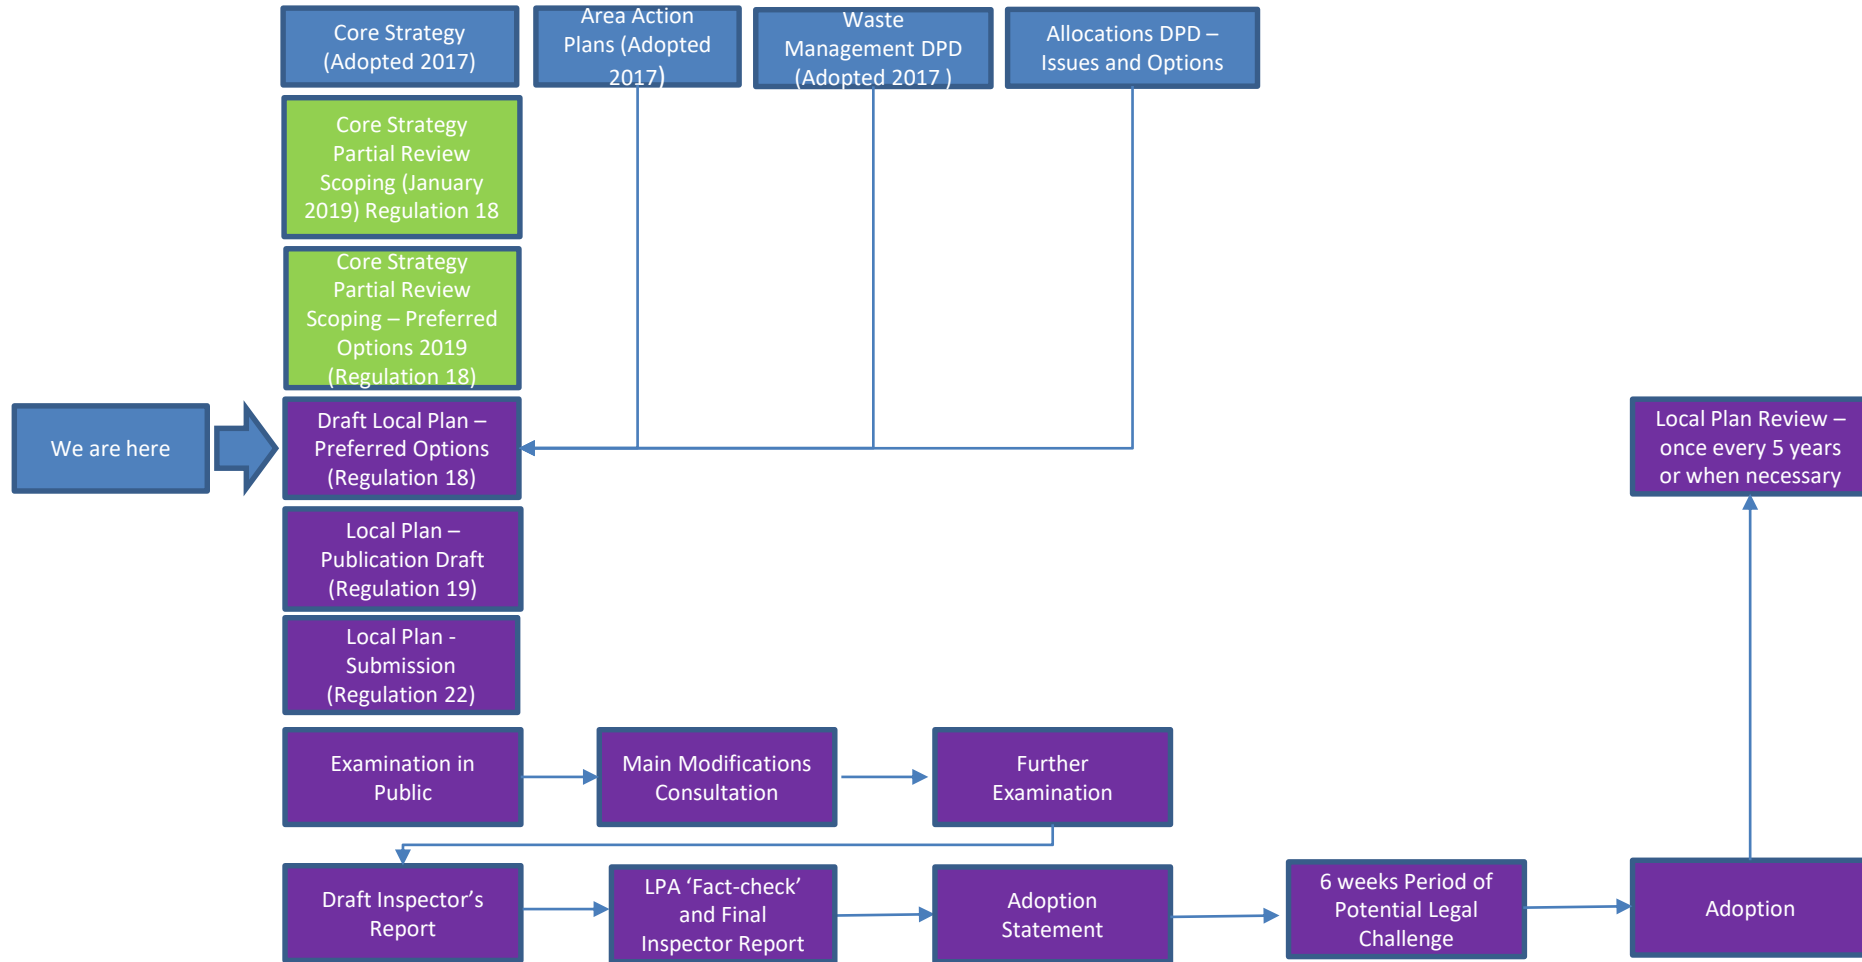 Core Strategy
(Adopted 2017)
Area Action
Plans (Adopted
2017)
Waste
Management DPD
(Adopted 2017 )
Allocations DPD –
Issues and Options
Core Strategy
Partial Review
Scoping (January
2019) Regulation 18
Core Strategy
Partial Review
Scoping – Preferred
Options 2019
(Regulation 18)
We are here
Draft Local Plan –
Preferred Options
(Regulation 18)
Local Plan Review –
once every 5 years
or when necessary
Local Plan –
Publication Draft
(Regulation 19)
Local Plan -
Submission
(Regulation 22)
Examination in
Public
Main Modifications
Consultation
Further
Examination
Draft Inspector’s
Report
LPA ‘Fact-check’
and Final
Inspector Report
Adoption
Statement
6 weeks Period of
Potential Legal
Challenge
Adoption